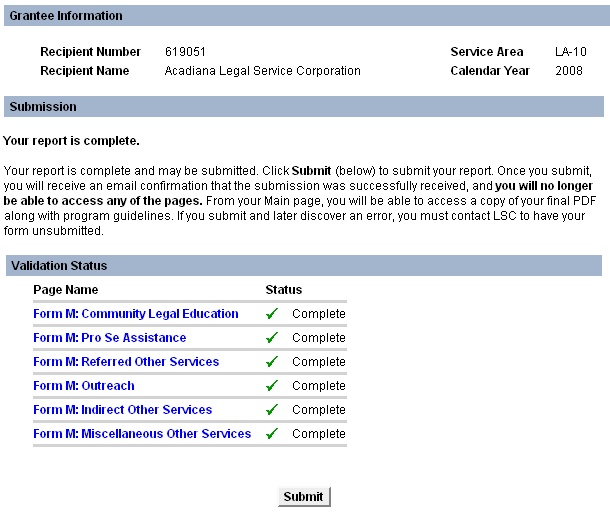 Grantee Information
Recipient Number 619051 Service Area LA-10
Recipient Name Acadiana Legal Service Corporation Calendar Year 2008
Submission
Your report is complete.
Your report is complete and may be submitted. Click Submit (below) to submit your report. Once you submit,
you will receive an email confirmation that the submission was successfully received, and you will no longer
be able to access any of the pages. From your Main page, you will be able to access a copy of your final PDF
along with program guidelines. If you submit and later discover an error, you must contact LSC to have your
form unsubmitted.
Validation Status
Page Name Status
Form M: Community Legal Education Complete
Form M: Pro Se Assistance Complete
Form M: Referred Other Services Complete
Form M: Outreach Complete
Form M: Indirect Other Services Complete
Form M: Miscellaneous Other Services Complete
Submit